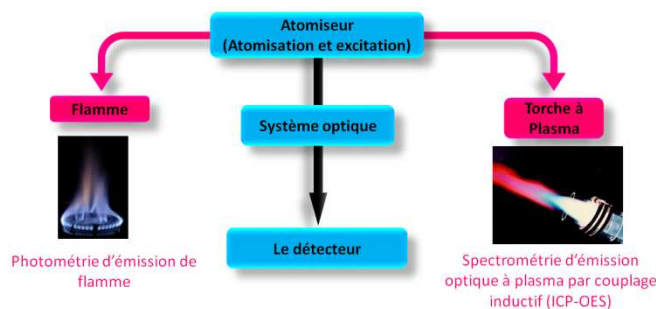 Atomiseur
(Atomisation et excitation)
Flamme
Système optique
Torche à
Plasma
Le détecteur
Photométrie d'émission de
flamme
Spectrométrie d'émission
optique à plasma par couplage
inductif (ICP-OES)